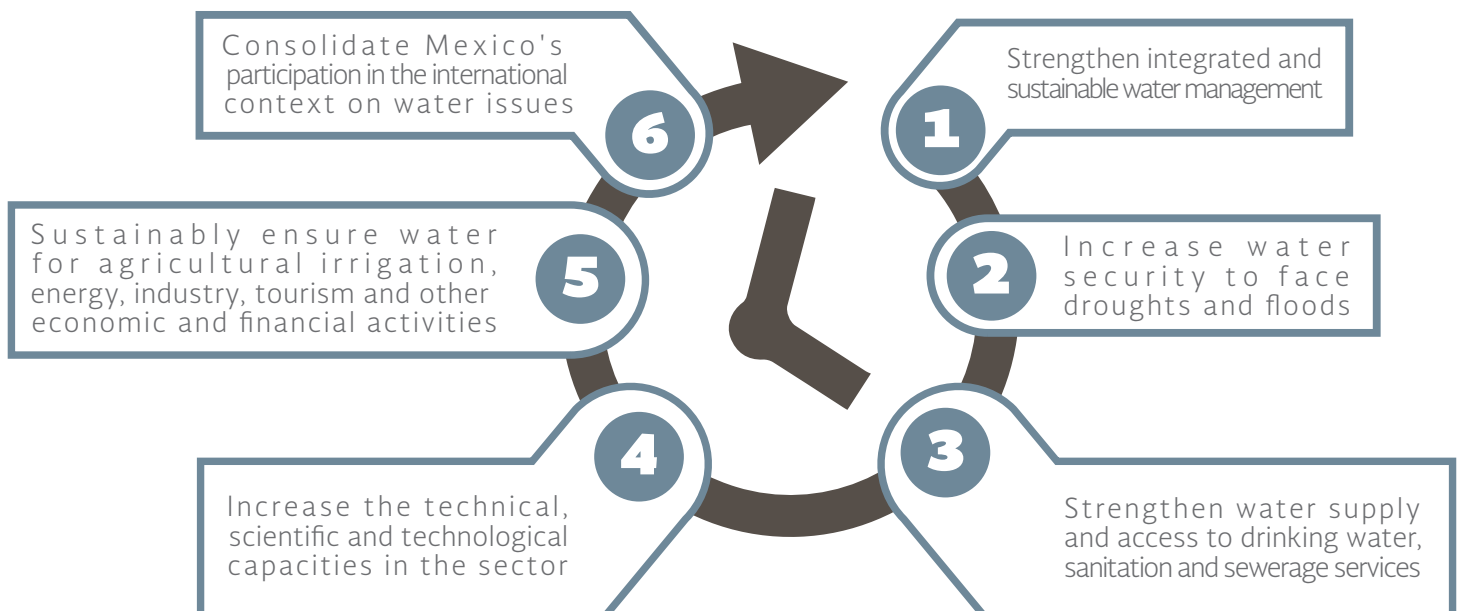 1
Strengthen integrated and
sustainable water management
2
Increase water
security to face
droughts and floods
3
Strengthen water supply
and access to drinking water,
sanitation and sewerage services
4
Increase the technical,
scientific and technological
capacities in the sector
5
Sustainably ensure water
for agricultural irrigation,
energy, industry, tourism and other
economic and financial activities
6
Consolidate Mexico's
participation in the international
context on water issues